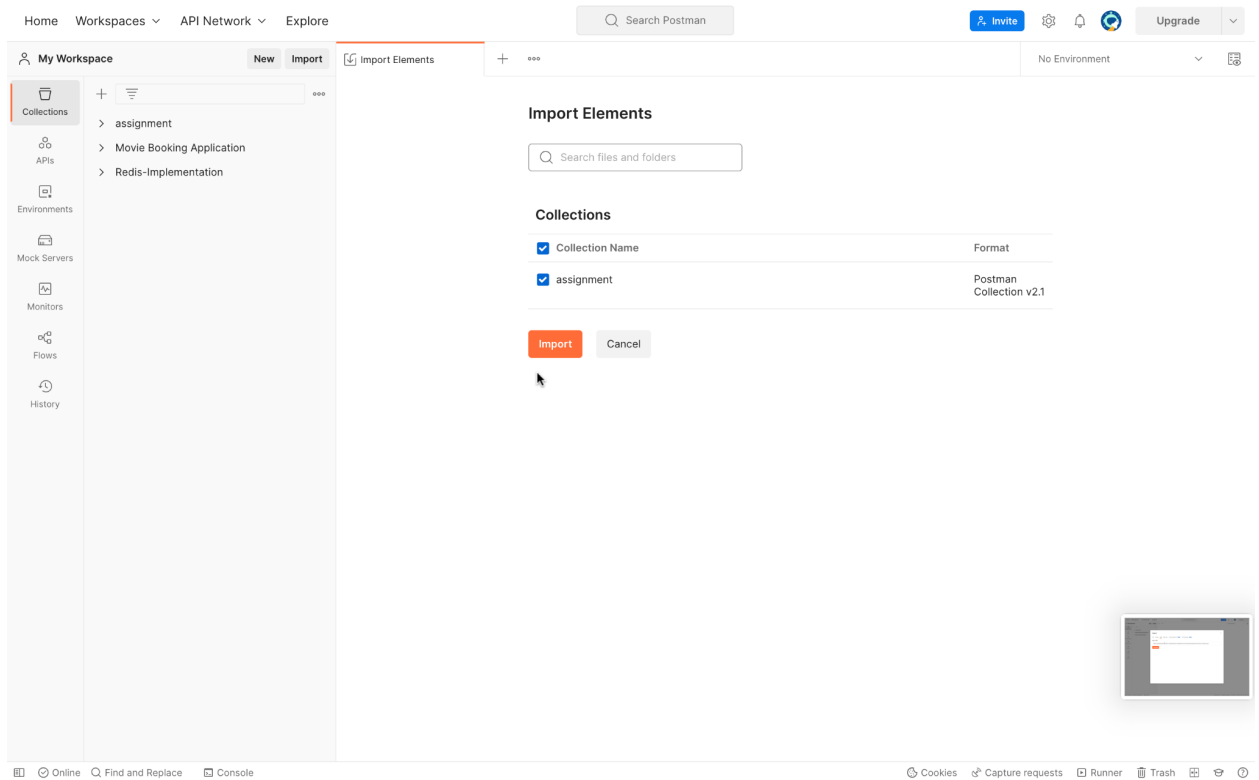 Home Workspaces API Network Explore Search Postman Invite Upgrade
My Workspace New Import Import Elements No Environment
Collections
APIs
Environments
Mock Servers
Monitors
Flows
History
assignment
Movie Booking Application
Redis-Implementation
Import Elements
Search files and folders
Collections
Collection Name Format
assignment Postman
Collection v2.1
Import Cancel
Online Find and Replace Console Cookies Capture requests Runner Trash